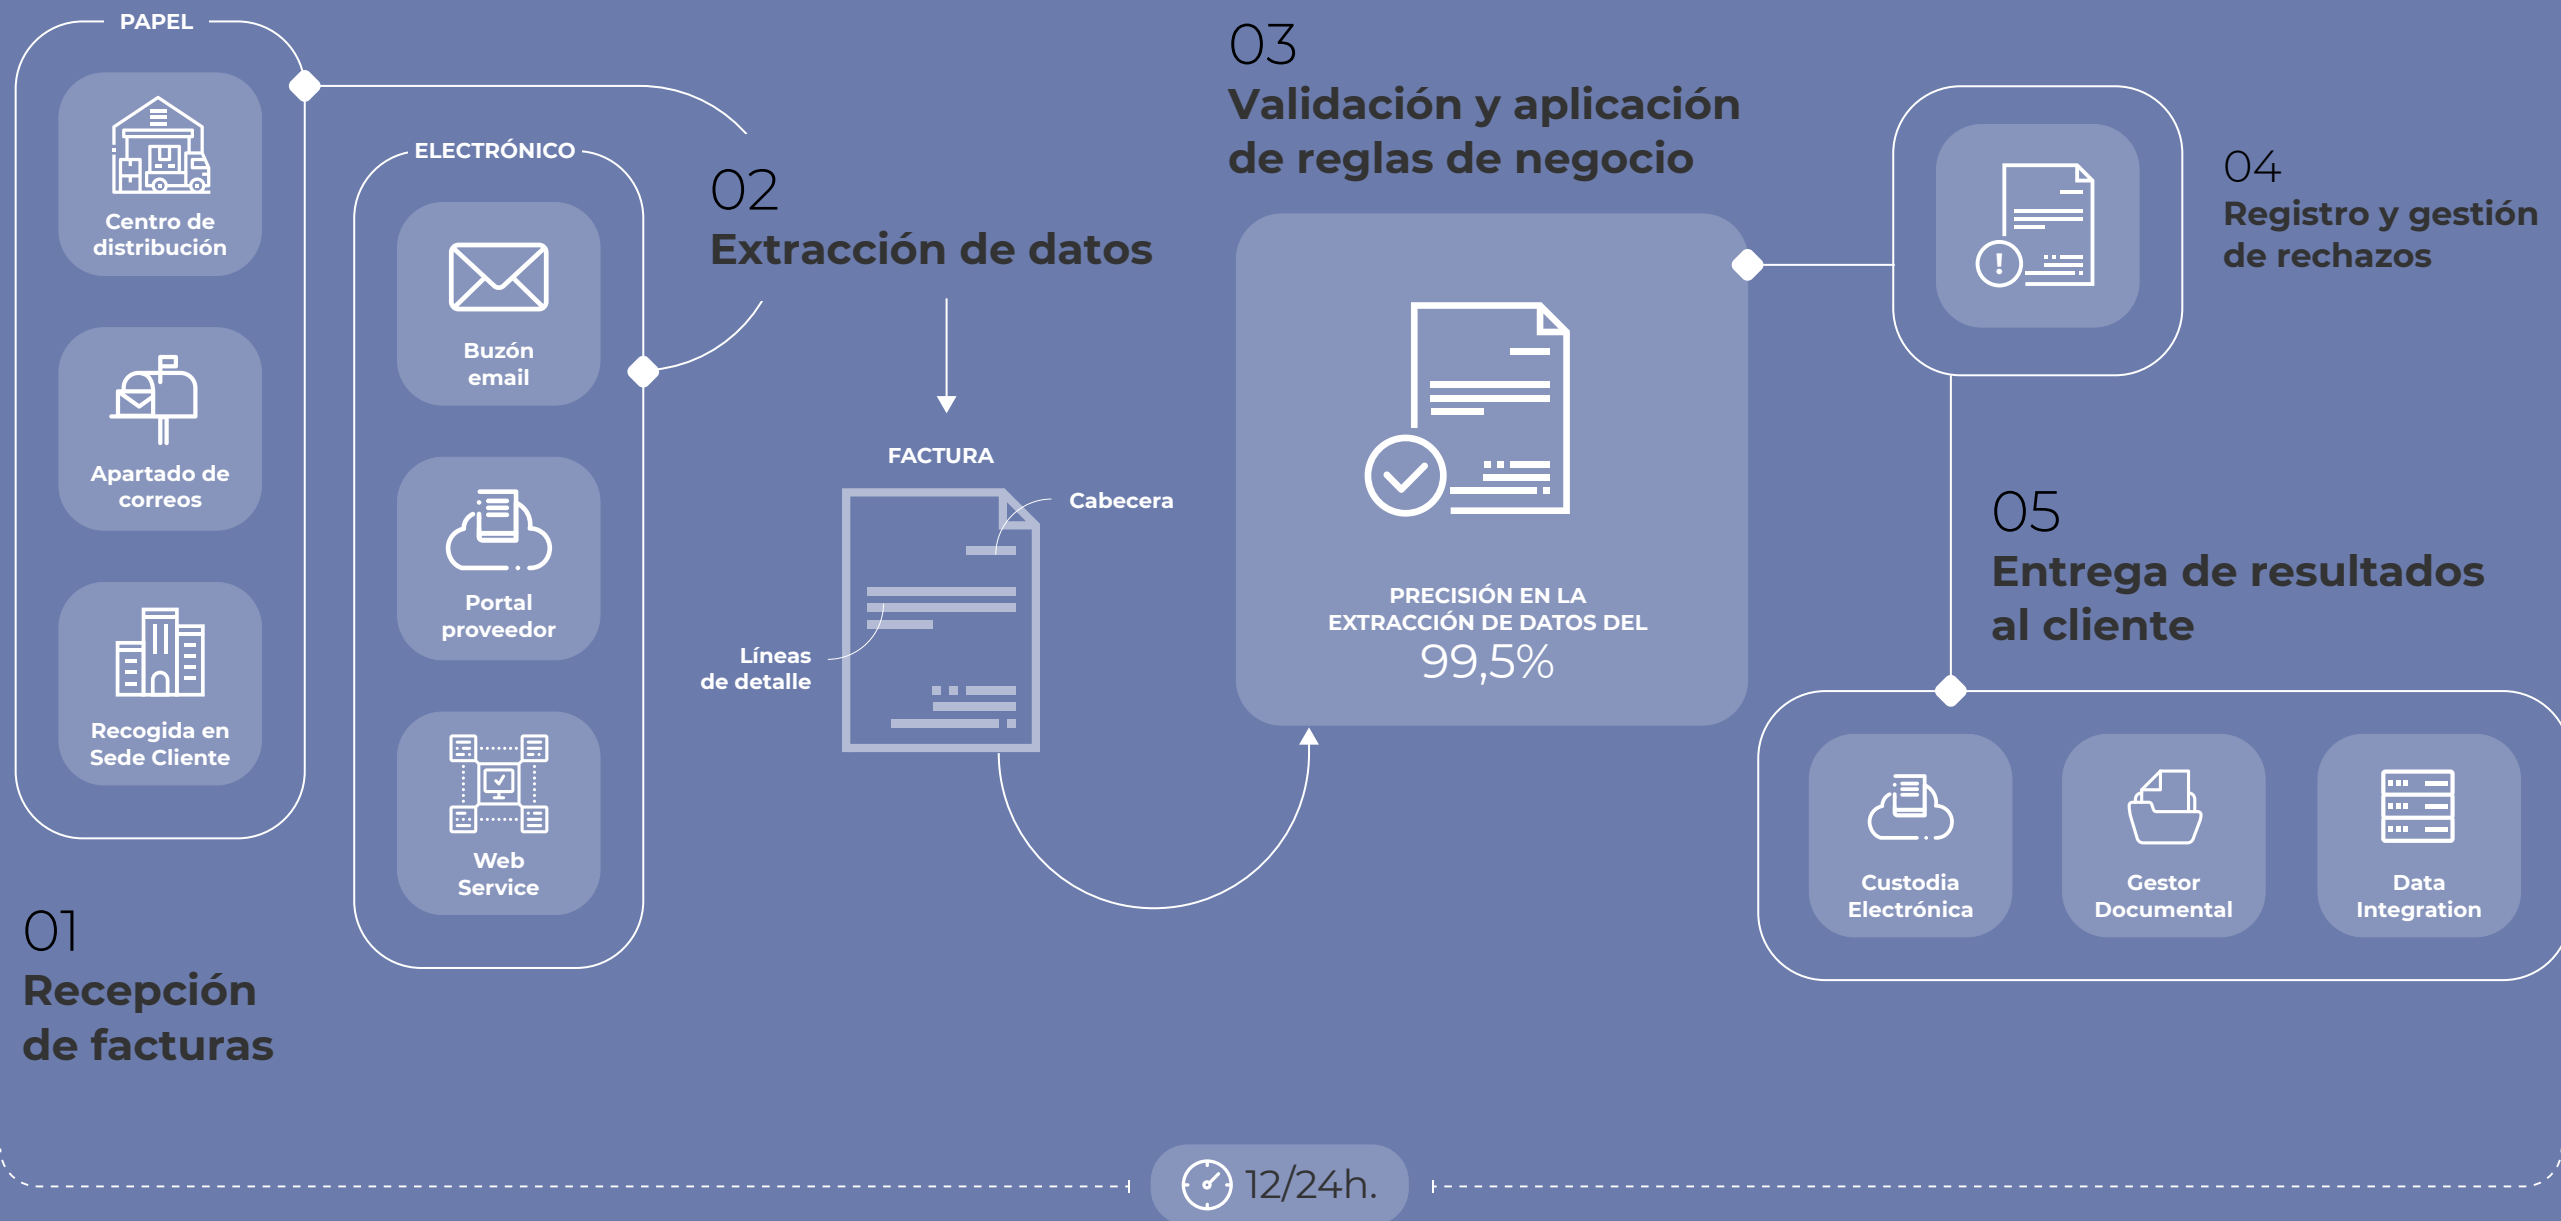 PAPEL
Centro de
distribución
Apartado de
correos
Recogida en
Sede Cliente
ELECTRÓNICO
Buzón
email
Portal
proveedor
Web
Service
01
Recepción
de facturas
02
Extracción de datos
FACTURA
Cabecera
Líneas
de detalle
03
Validación y aplicación
de reglas de negocio
PRECISIÓN EN LA
EXTRACCIÓN DE DATOS DEL
99,5%
04
Registro y gestión
de rechazos
05
Entrega de resultados
al cliente
Custodia
Electrónica
Gestor
Documental
Data
Integration
12/24h.